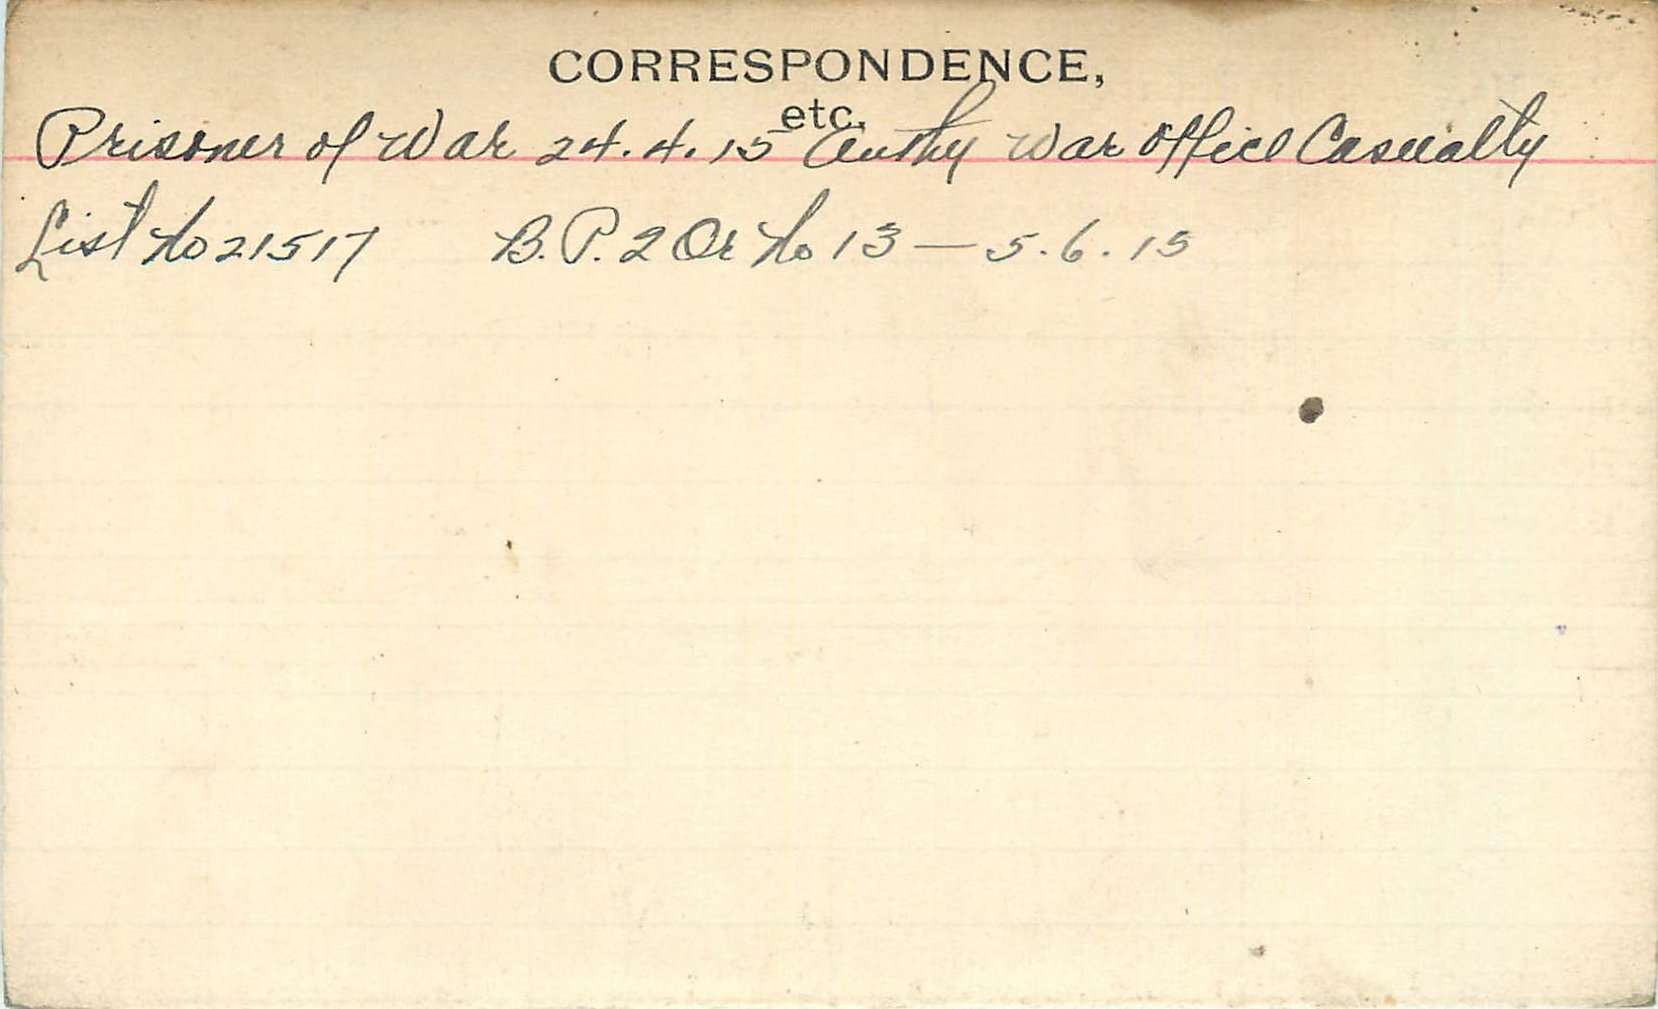 CORRESPONDENCE,
etc.
Prisoner of War 24.4.15 Authy War Office Casualty
List No 21517 B.P. 2 Or No 13 — 5.6.15